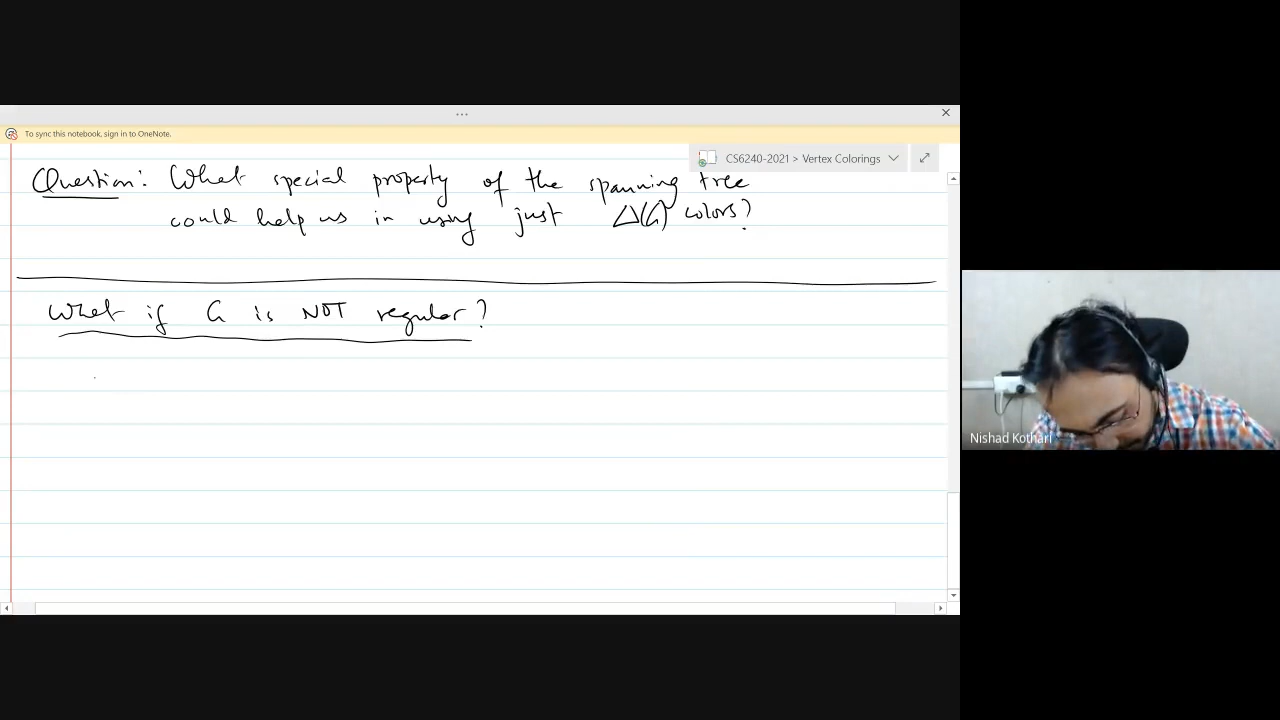 To sync this notebook, sign in to OneNote.
CS6240-2021 > Vertex Colorings
Question: What special property of the spanning tree
could help us in using just Δ(G) colors?
What if G is NOT regular?
Nishad Kothari